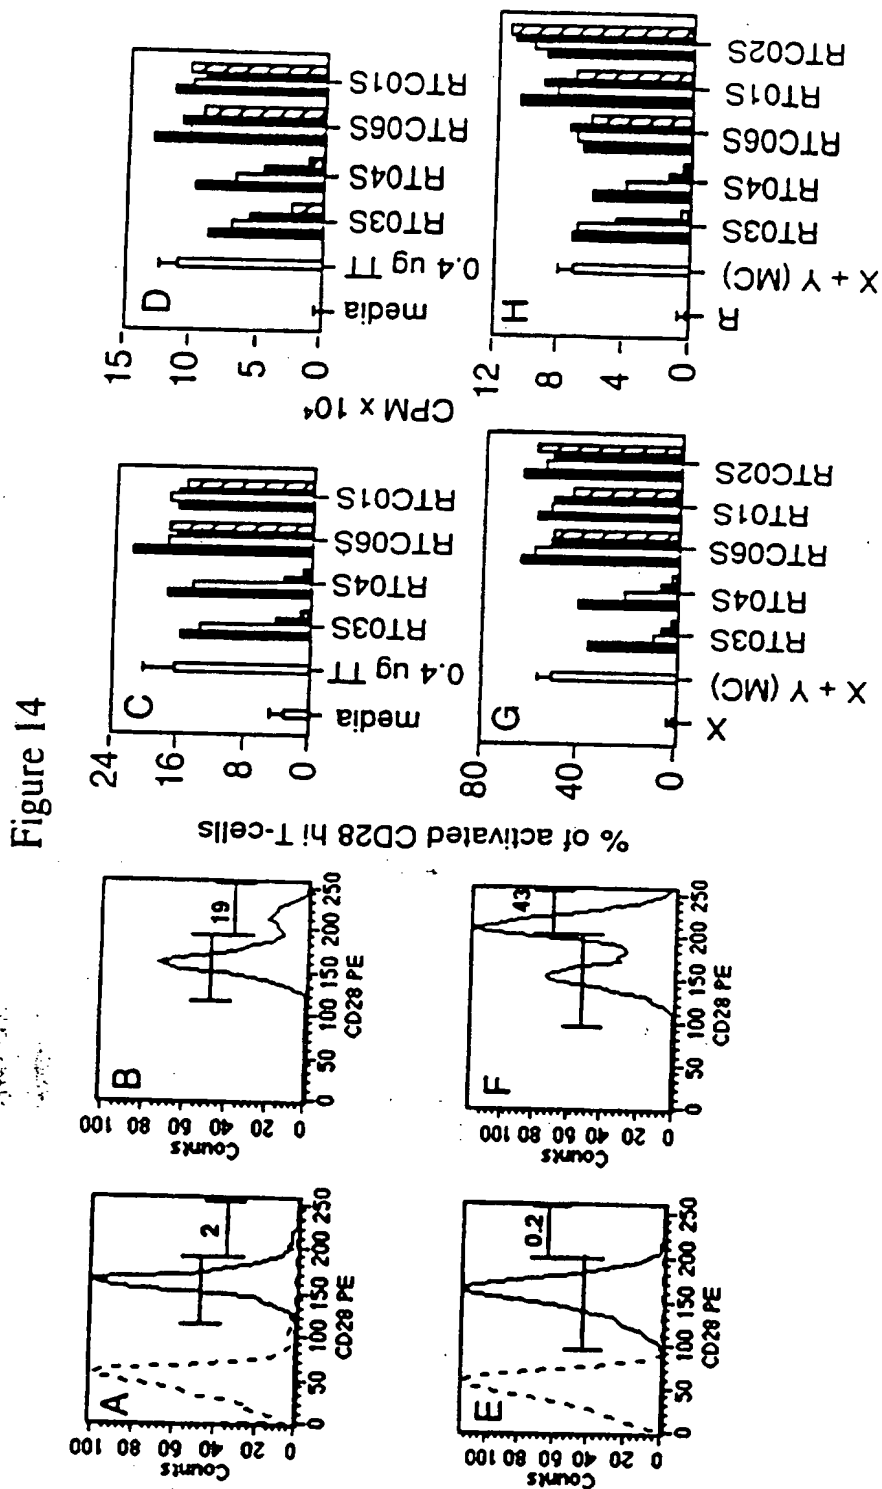 Figure 14
A
Counts
100
80
60
40
20
0
2
0 50 100 150 200 250
CD28 PE
B
Counts
100
80
60
40
20
0
19
0 50 100 150 200 250
CD28 PE
% of activated CD28 hi T-cells
C
24
16
8
0
media
0.4 ug TT
RT03S
RT04S
RTC06S
RTC01S
CPM x 10⁴
D
15
10
5
0
media
0.4 ug TT
RT03S
RT04S
RTC06S
RTC01S
E
Counts
100
80
60
40
20
0
0.2
0 50 100 150 200 250
CD28 PE
F
Counts
100
80
60
40
20
0
43
0 50 100 150 200 250
CD28 PE
G
80
40
0
X
X + Y (MC)
RT03S
RT04S
RTC06S
RT01S
RTC02S
H
12
8
4
0
R
X + Y (MC)
RT03S
RT04S
RTC06S
RT01S
RTC02S